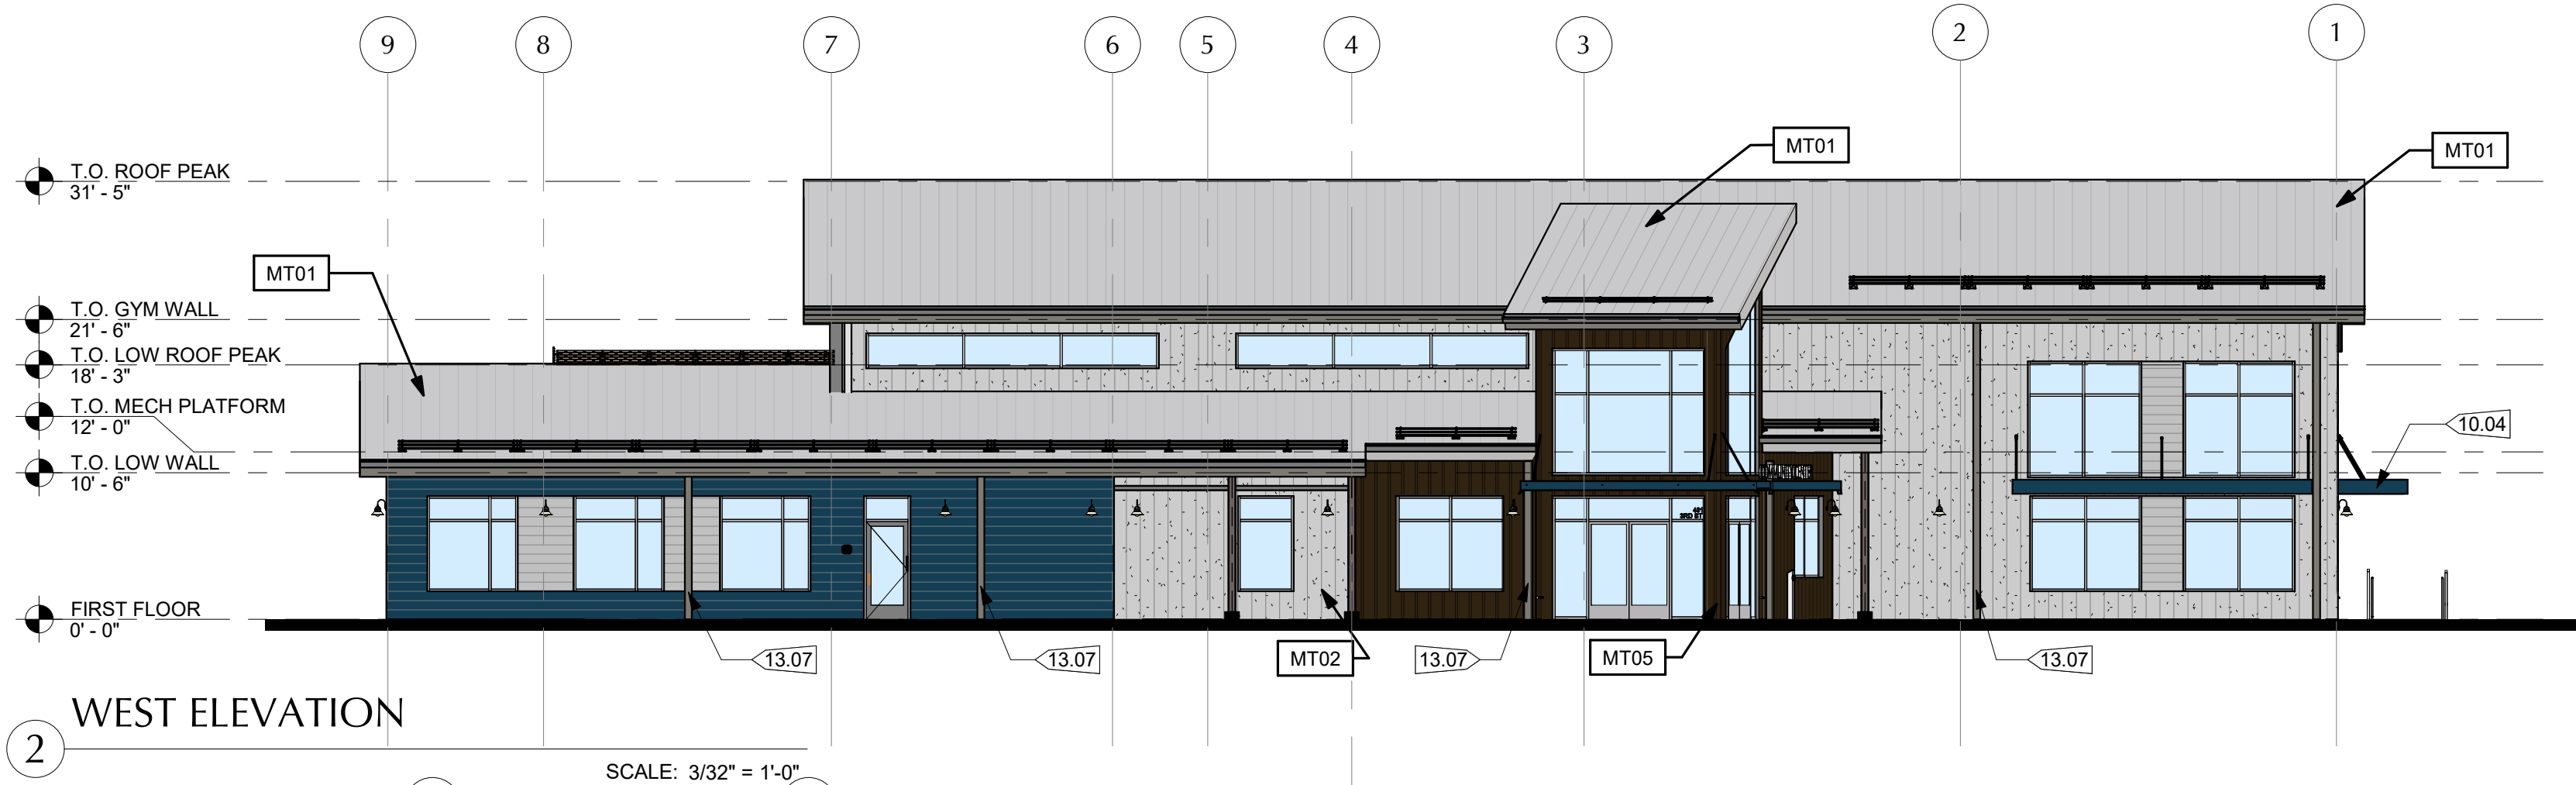 9 8 7 6 5 4 3 2 1
MT01
MT01
T.O. ROOF PEAK
31' - 5"
MT01
T.O. GYM WALL
21' - 6"
T.O. LOW ROOF PEAK
18' - 3"
T.O. MECH PLATFORM
12' - 0"
10.04
T.O. LOW WALL
10' - 6"
3RD ST
FIRST FLOOR
0' - 0"
13.07
13.07
MT02
13.07
MT05
13.07
2
WEST ELEVATION
SCALE: 3/32" = 1'-0"